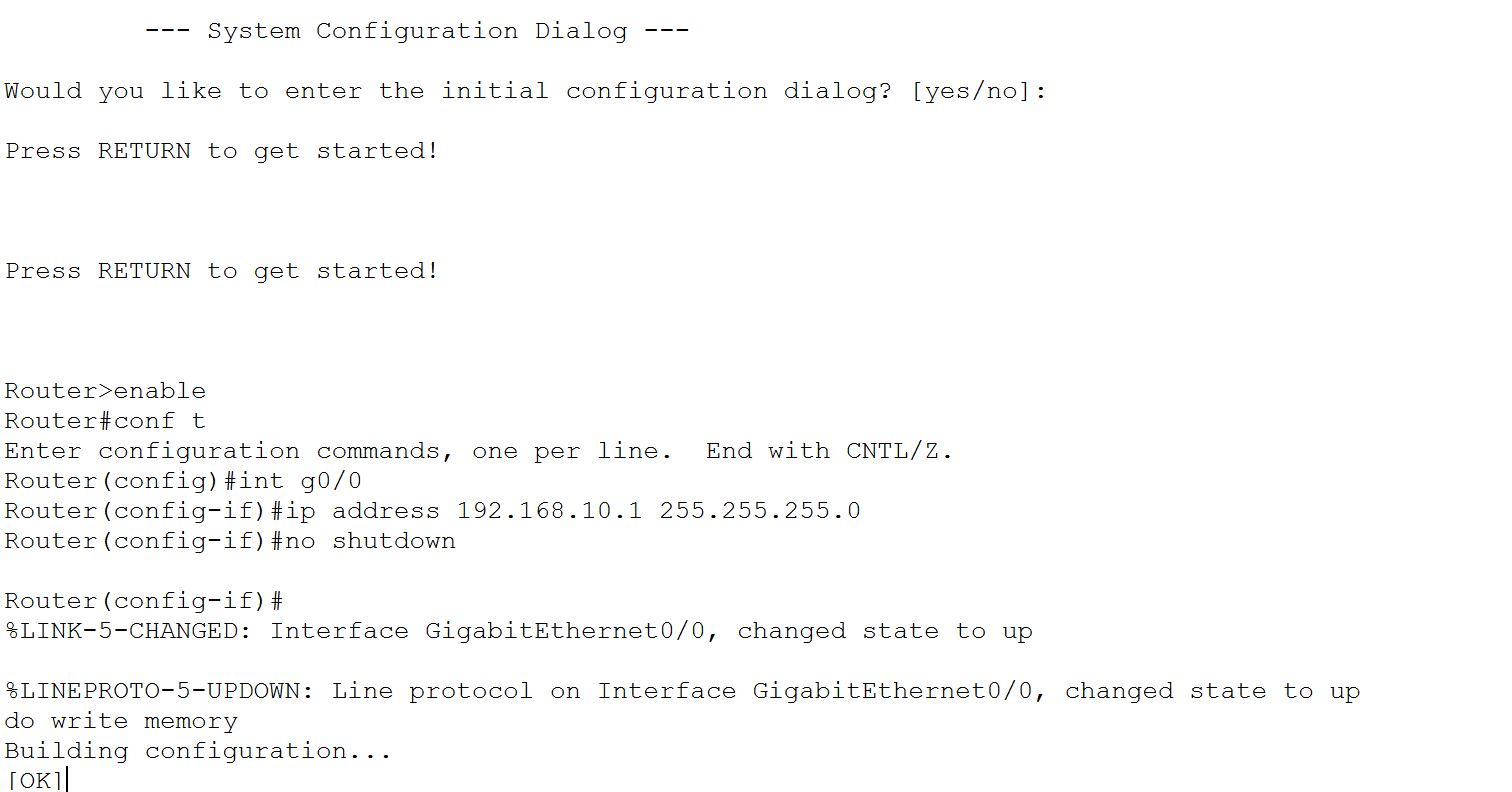 --- System Configuration Dialog ---
Would you like to enter the initial configuration dialog? [yes/no]:
Press RETURN to get started!
Press RETURN to get started!
Router>enable
Router#conf t
Enter configuration commands, one per line.  End with CNTL/Z.
Router(config)#int g0/0
Router(config-if)#ip address 192.168.10.1 255.255.255.0
Router(config-if)#no shutdown
Router(config-if)#
%LINK-5-CHANGED: Interface GigabitEthernet0/0, changed state to up
%LINEPROTO-5-UPDOWN: Line protocol on Interface GigabitEthernet0/0, changed state to up
do write memory
Building configuration...
[OK]